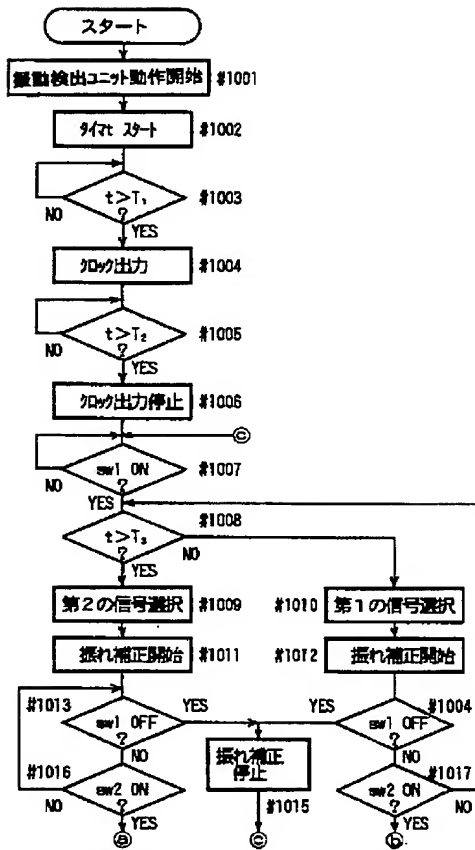 スタート
振動検出ユニット動作開始 #1001
タイマt スタート #1002
t>T₁ ? #1003
NO
YES
クロック出力 #1004
t>T₂ ? #1005
NO
YES
クロック出力停止 #1006
ⓒ
sw1 ON ? #1007
NO
YES
t>T₃ ? #1008
NO
YES
第2の信号選択 #1009
#1010 第1の信号選択
振れ補正開始 #1011
#1012 振れ補正開始
#1013 sw1 OFF ? YES
YES sw1 OFF ? #1004
NO
NO
振れ補正
停止
#1015
#1016 sw2 ON ?
NO
YES
sw2 ON ? #1017
NO
YES
ⓐ
ⓒ
ⓑ